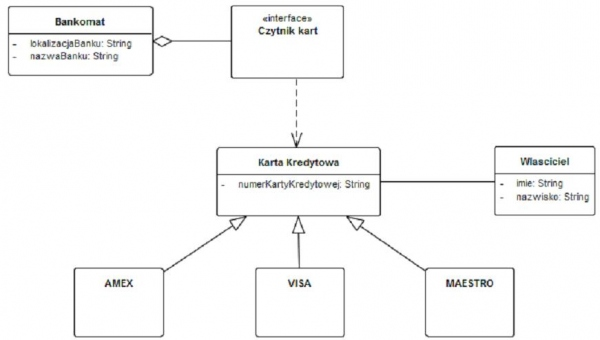 Bankomat
- lokalizacjaBanku: String
- nazwaBanku: String
«interface»
Czytnik kart
Karta Kredytowa
- numerKartyKredytowej: String
Wlasciciel
- imie: String
- nazwisko: String
AMEX
VISA
MAESTRO